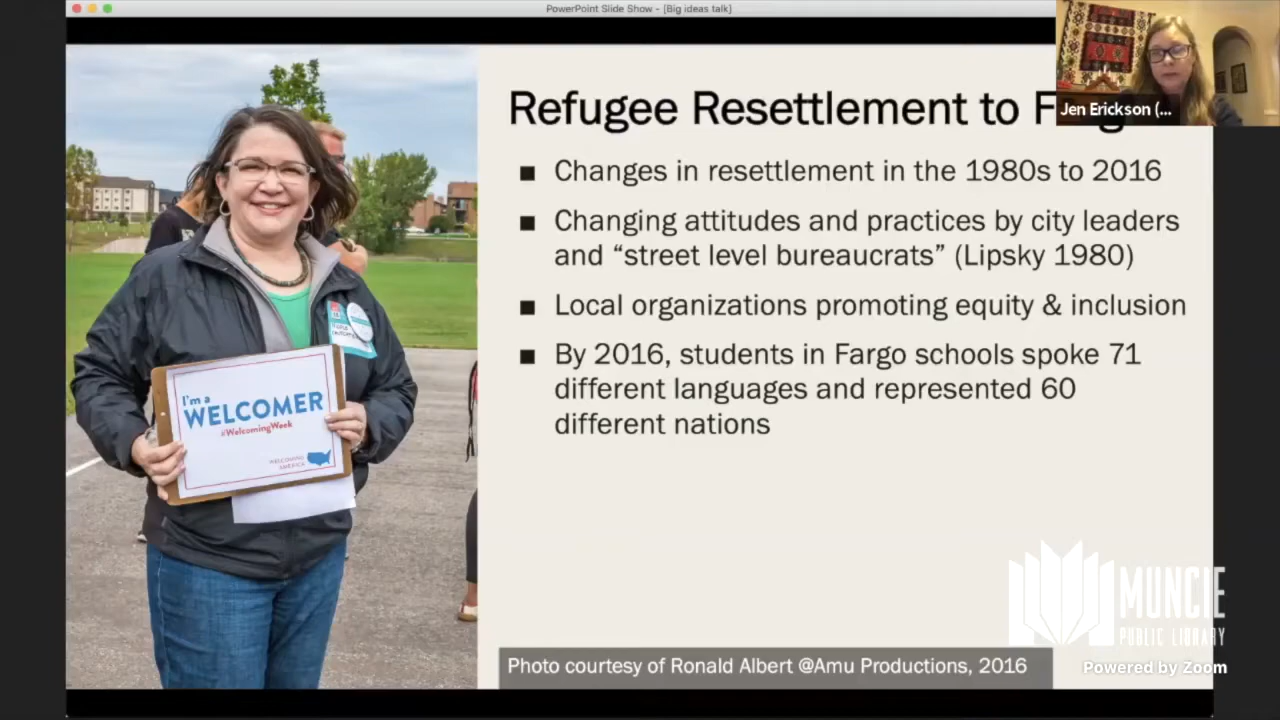 PowerPoint Slide Show - [Big ideas talk]
Jen Erickson (...
Refugee Resettlement to
■ Changes in resettlement in the 1980s to 2016
■ Changing attitudes and practices by city leaders
and “street level bureaucrats” (Lipsky 1980)
■ Local organizations promoting equity & inclusion
■ By 2016, students in Fargo schools spoke 71
different languages and represented 60
different nations
I'm a
WELCOMER
#WelcomingWeek
WELCOMING
AMERICA
Photo courtesy of Ronald Albert @Amu Productions, 2016
MUNCIE
PUBLIC LIBRARY
Powered by Zoom